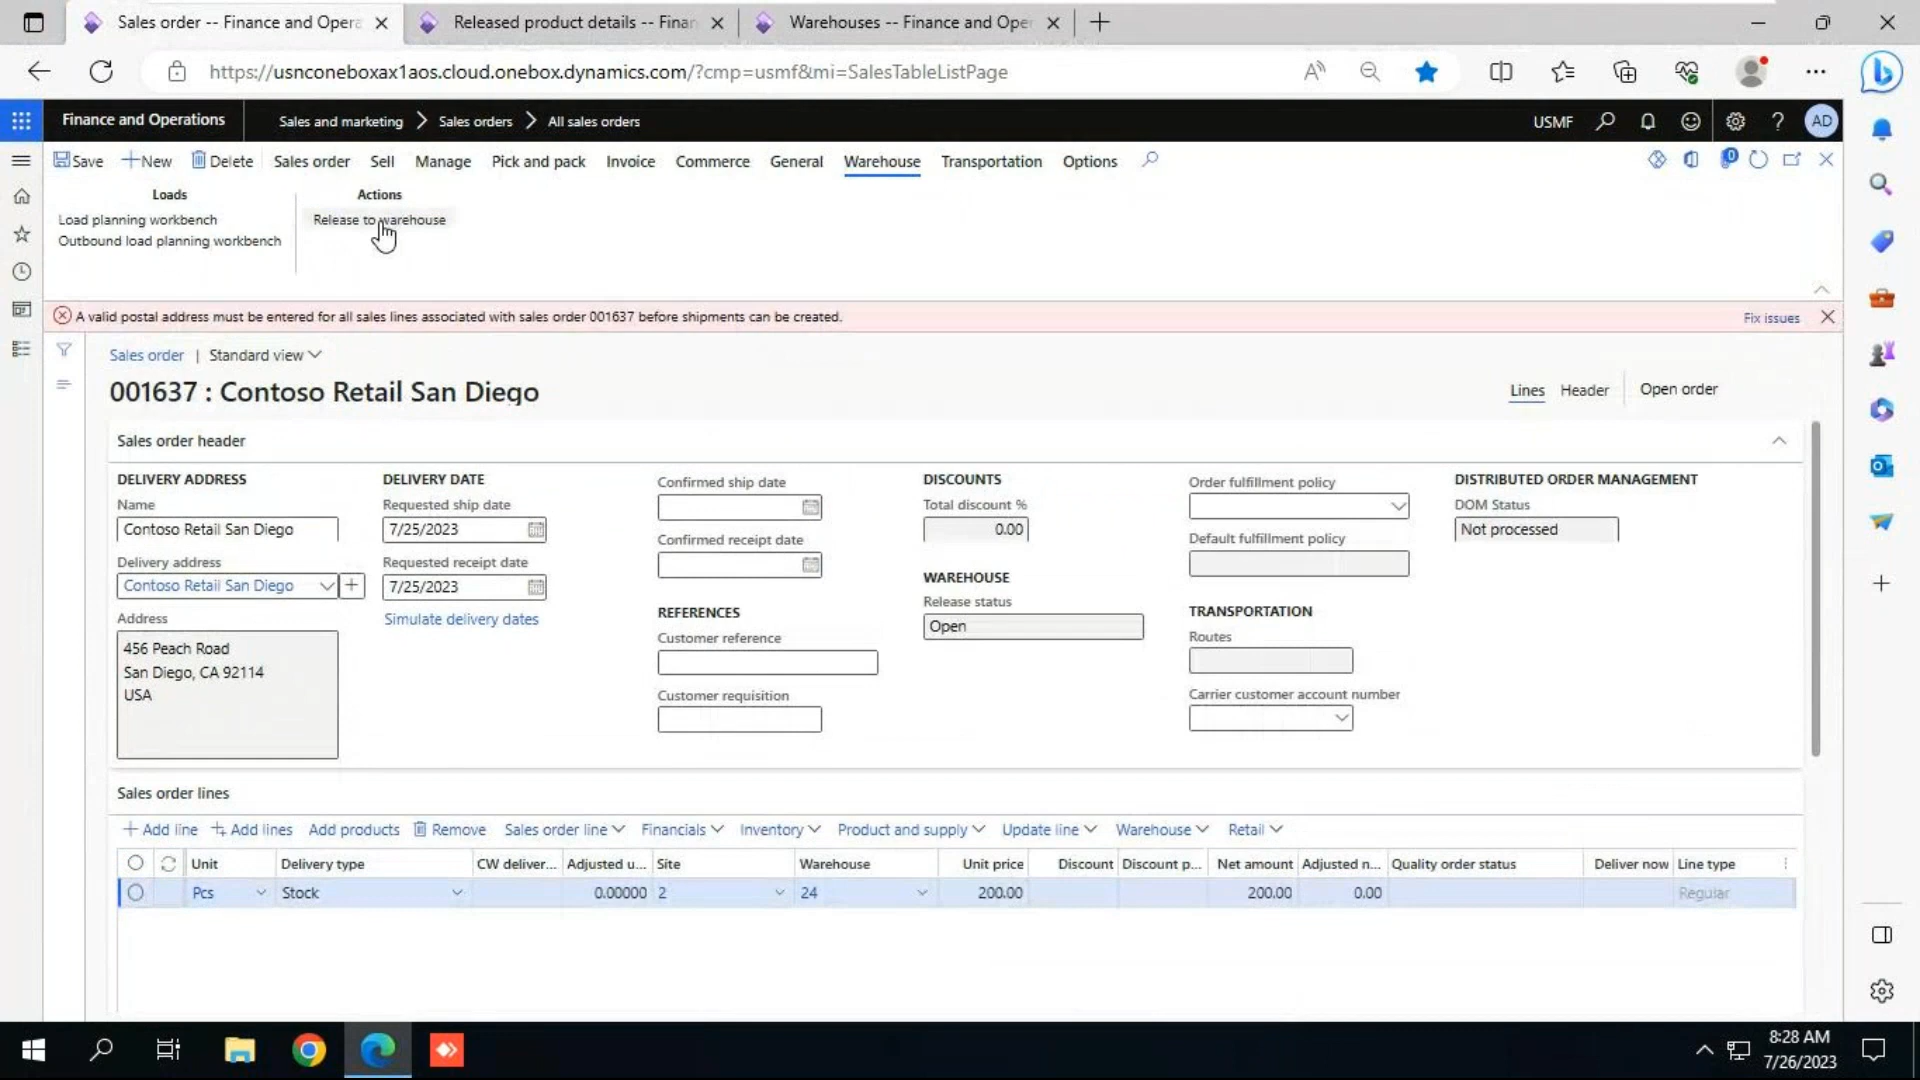 Sales order -- Finance and Opera
Released product details -- Finan
Warehouses -- Finance and Oper
https://usnconeboxax1aos.cloud.onebox.dynamics.com/?cmp=usmf&mi=SalesTableListPage
Finance and Operations
Sales and marketing
Sales orders
All sales orders
USMF
AD
Save
New
Delete
Sales order
Sell
Manage
Pick and pack
Invoice
Commerce
General
Warehouse
Transportation
Options
0
Loads
Load planning workbench
Outbound load planning workbench
Actions
Release to warehouse
A valid postal address must be entered for all sales lines associated with sales order 001637 before shipments can be created.
Fix issues
Sales order | Standard view
001637 : Contoso Retail San Diego
Lines
Header
Open order
Sales order header
DELIVERY ADDRESS
Name
Contoso Retail San Diego
Delivery address
Contoso Retail San Diego
Address
456 Peach Road
San Diego, CA 92114
USA
DELIVERY DATE
Requested ship date
7/25/2023
Requested receipt date
7/25/2023
Simulate delivery dates
Confirmed ship date
Confirmed receipt date
REFERENCES
Customer reference
Customer requisition
DISCOUNTS
Total discount %
0.00
WAREHOUSE
Release status
Open
Order fulfillment policy
Default fulfillment policy
TRANSPORTATION
Routes
Carrier customer account number
DISTRIBUTED ORDER MANAGEMENT
DOM Status
Not processed
Sales order lines
Add line
Add lines
Add products
Remove
Sales order line
Financials
Inventory
Product and supply
Update line
Warehouse
Retail
Unit
Delivery type
CW deliver...
Adjusted u...
Site
Warehouse
Unit price
Discount
Discount p...
Net amount
Adjusted n...
Quality order status
Deliver now
Line type
Pcs
Stock
0.00000
2
24
200.00
200.00
0.00
Regular
8:28 AM
7/26/2023